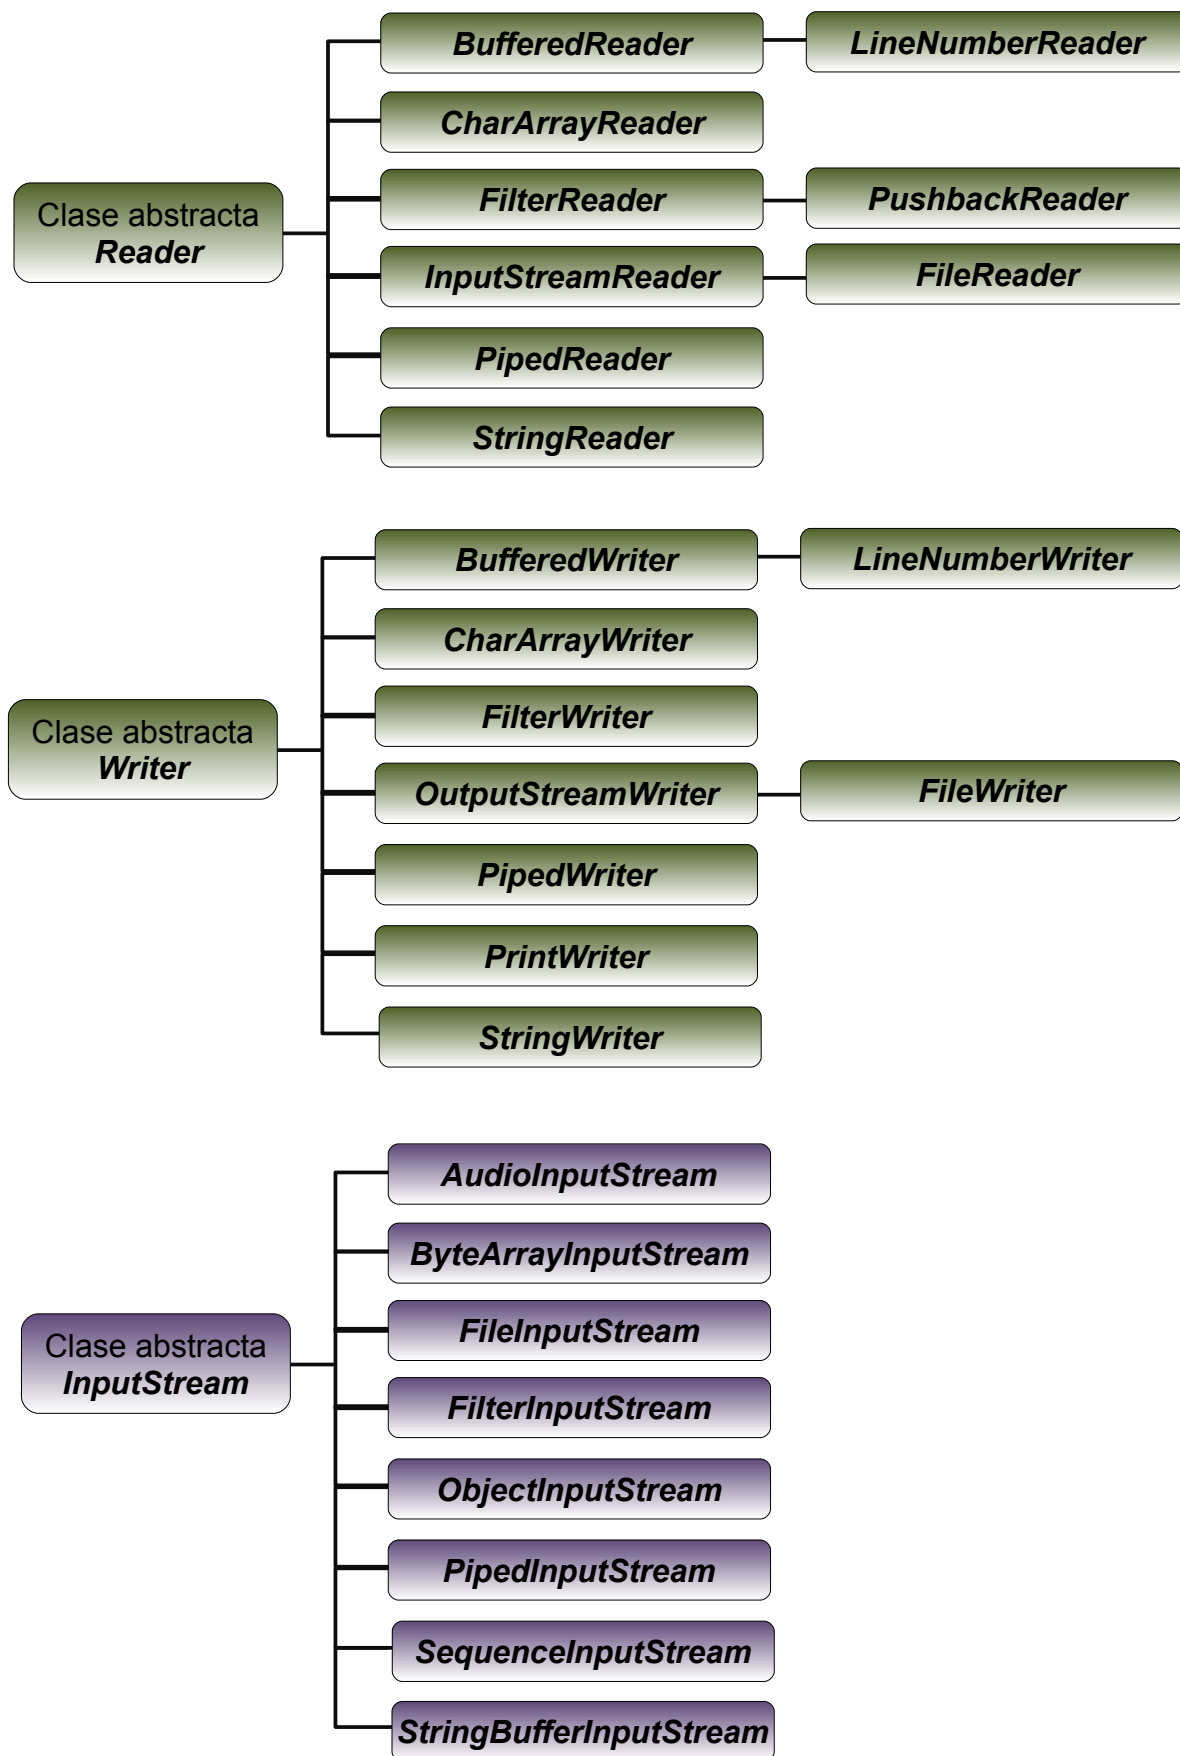 BufferedReader
LineNumberReader
CharArrayReader
FilterReader
PushbackReader
Clase abstracta
Reader
InputStreamReader
FileReader
PipedReader
StringReader
BufferedWriter
LineNumberWriter
CharArrayWriter
FilterWriter
Clase abstracta
Writer
OutputStreamWriter
FileWriter
PipedWriter
PrintWriter
StringWriter
AudioInputStream
ByteArrayInputStream
FileInputStream
Clase abstracta
InputStream
FilterInputStream
ObjectInputStream
PipedInputStream
SequenceInputStream
StringBufferInputStream